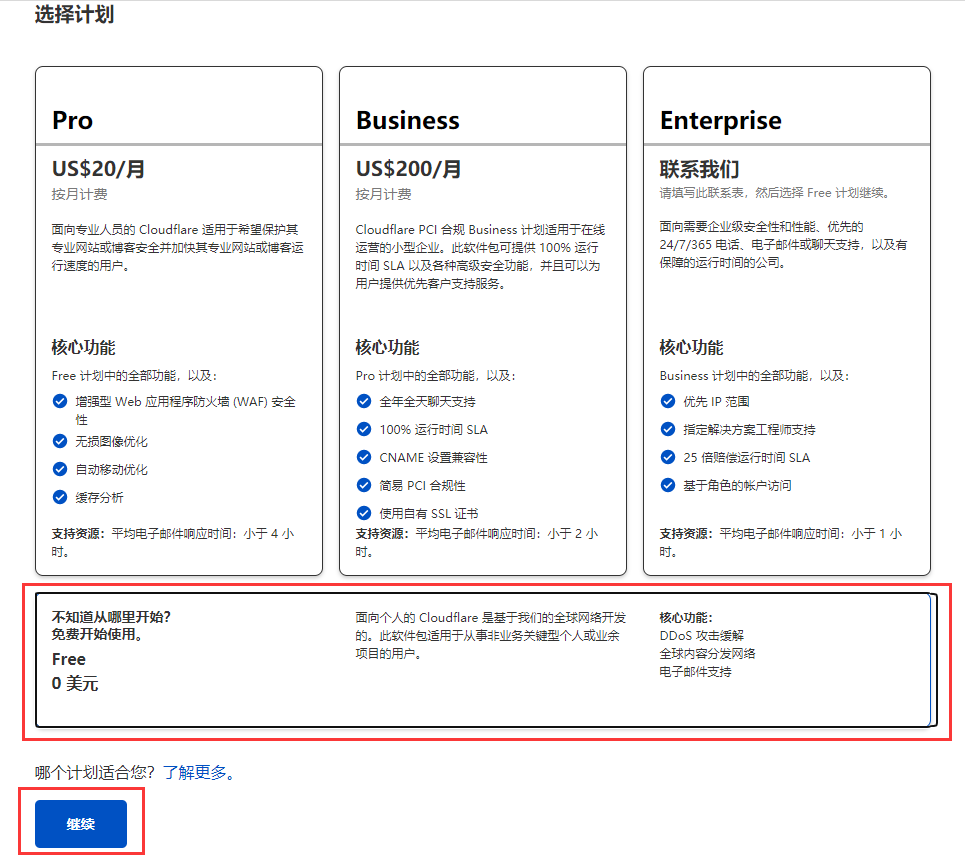 选择计划
Pro
US$20/月
按月计费
面向专业人员的 Cloudflare 适用于希望保护其
专业网站或博客安全并加快其专业网站或博客运
行速度的用户。
核心功能
Free 计划中的全部功能，以及：
增强型 Web 应用程序防火墙 (WAF) 安全
性
无损图像优化
自动移动优化
缓存分析
支持资源：平均电子邮件响应时间：小于 4 小
时。
Business
US$200/月
按月计费
Cloudflare PCI 合规 Business 计划适用于在线
运营的小型企业。此软件包可提供 100% 运行
时间 SLA 以及各种高级安全功能，并且可以为
用户提供优先客户支持服务。
核心功能
Pro 计划中的全部功能，以及：
全年全天聊天支持
100% 运行时间 SLA
CNAME 设置兼容性
简易 PCI 合规性
使用自有 SSL 证书
支持资源：平均电子邮件响应时间：小于 2 小
时。
Enterprise
联系我们
请填写此联系表，然后选择 Free 计划继续。
面向需要企业级安全性和性能、优先的
24/7/365 电话、电子邮件或聊天支持，以及有
保障的运行时间的公司。
核心功能
Business 计划中的全部功能，以及：
优先 IP 范围
指定解决方案工程师支持
25 倍赔偿运行时间 SLA
基于角色的帐户访问
支持资源：平均电子邮件响应时间：小于 1 小
时。
不知道从哪里开始？
免费开始使用。
Free
0 美元
面向个人的 Cloudflare 是基于我们的全球网络开发
的。此软件包适用于从事非业务关键型个人或业余
项目的用户。
核心功能：
DDoS 攻击缓解
全球内容分发网络
电子邮件支持
哪个计划适合您？了解更多。
继续